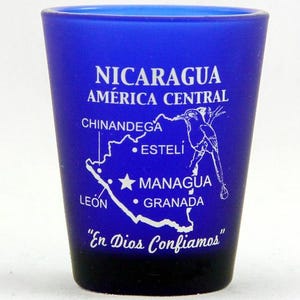 NICARAGUA
AMÉRICA CENTRAL
CHINANDEGA
ESTELÍ
MANAGUA
LEÓN
GRANADA
"En Dios Confiamos"